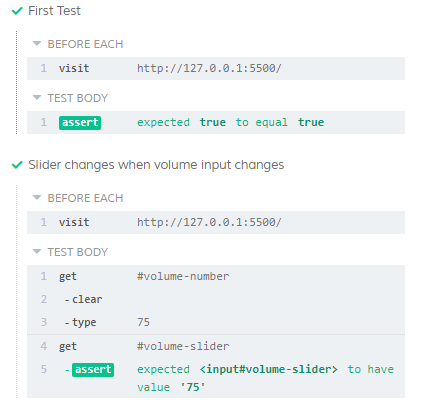 First Test
BEFORE EACH
1 visit http://127.0.0.1:5500/
TEST BODY
1 assert expected true to equal true
Slider changes when volume input changes
BEFORE EACH
1 visit http://127.0.0.1:5500/
TEST BODY
1 get #volume-number
2 -clear
3 -type 75
4 get #volume-slider
5 -assert expected <input#volume-slider> to have
value '75'